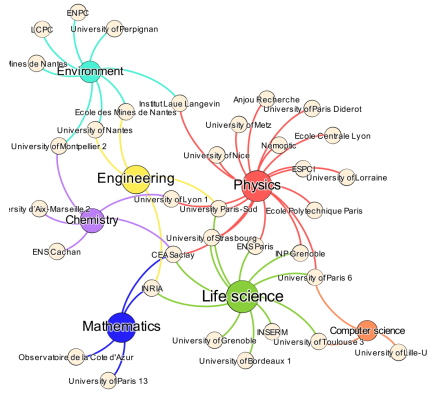 ENPC
LCPC
University of Perpignan
Mines de Nantes
Environment
Institut Laue Langevin
Anjou Recherche
University of Paris Diderot
Ecole des Mines de Nantes
University of Metz
University of Nantes
Ecole Centrale Lyon
Nemoptic
University of Montpellier 2
University of Nice
ESPCI
University of Lorraine
Engineering
Physics
University of Lyon 1
University d'Aix-Marseille 2
University Paris-Sud
Ecole Polytechnique Paris
Chemistry
University of Strasbourg
ENS Cachan
CEA Saclay
ENS Paris
INP Grenoble
University of Paris 6
INRIA
Life science
Mathematics
INSERM
Computer science
University of Grenoble
University of Toulouse 3
Observatoire de la Cote d'Azur
University of Bordeaux 1
University of Lille-U
University of Paris 13